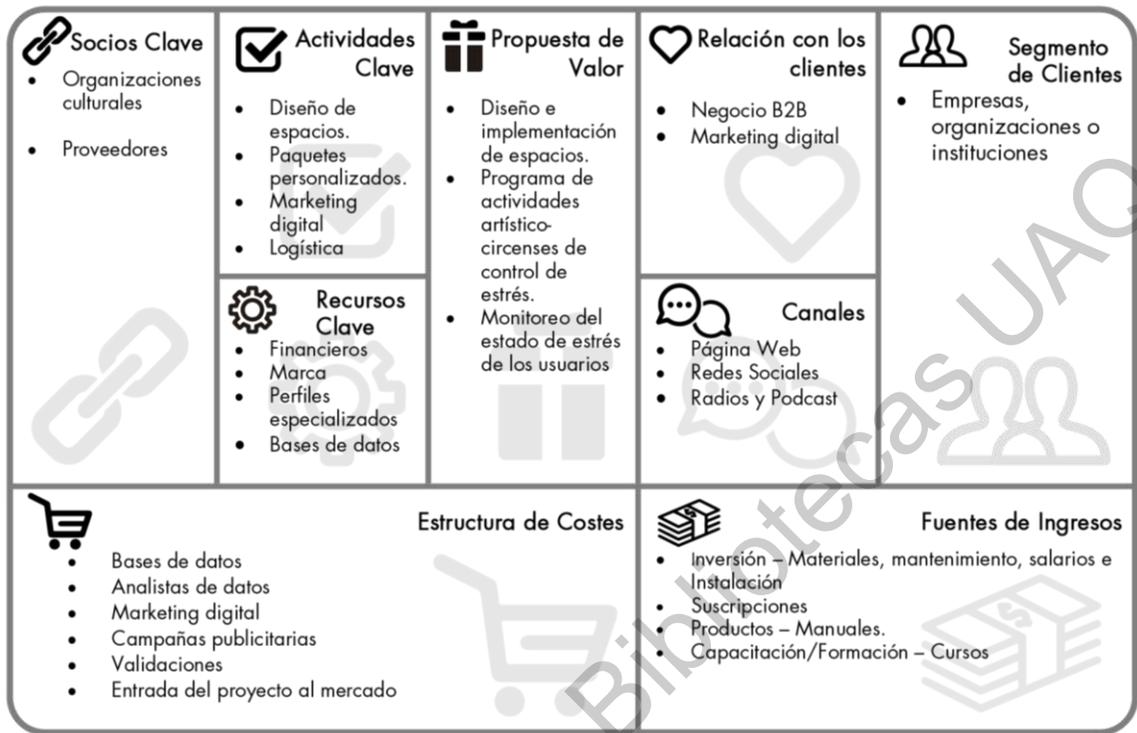 Socios Clave
Organizaciones
culturales
Proveedores
Actividades
Clave
Diseño de
espacios.
Paquetes
personalizados.
Marketing
digital
Logística
Recursos
Clave
Financieros
Marca
Perfiles
especializados
Bases de datos
Propuesta de
Valor
Diseño e
implementación
de espacios.
Programa de
actividades
artístico-
circenses de
control de
estrés.
Monitoreo del
estado de estrés
de los usuarios
Relación con los
clientes
Negocio B2B
Marketing digital
Canales
Página Web
Redes Sociales
Radios y Podcast
Segmento
de Clientes
Empresas,
organizaciones o
instituciones
Estructura de Costes
Bases de datos
Analistas de datos
Marketing digital
Campañas publicitarias
Validaciones
Entrada del proyecto al mercado
Fuentes de Ingresos
Inversión – Materiales, mantenimiento, salarios e
Instalación
Suscripciones
Productos – Manuales.
Capacitación/Formación – Cursos
Bibliotecas UAQ